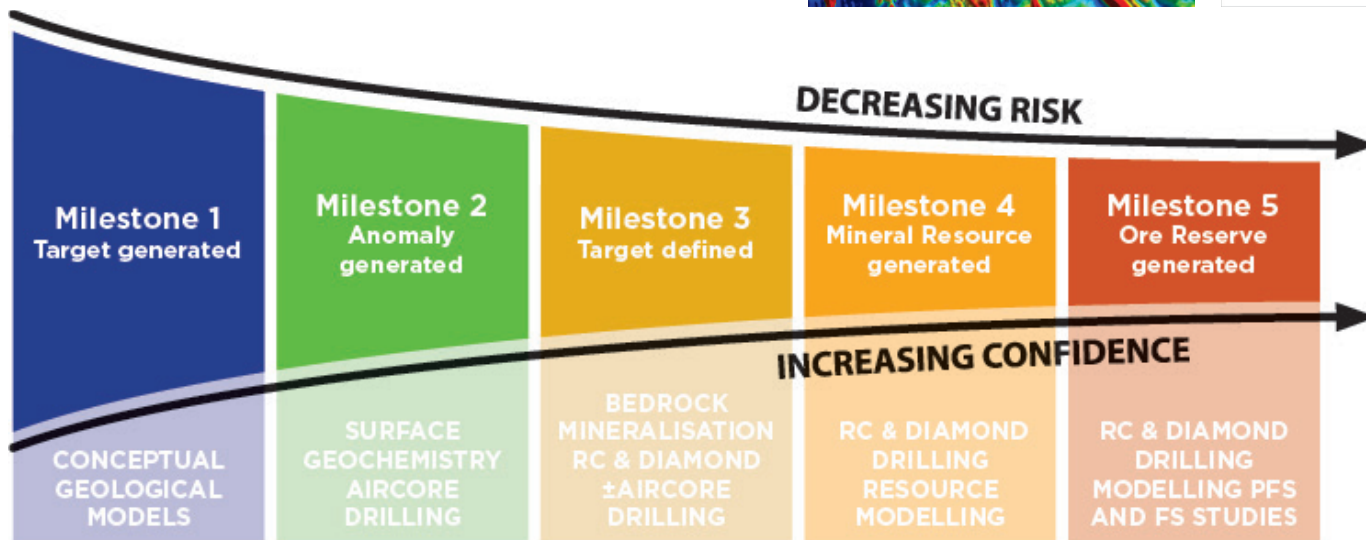 DECREASING RISK
Milestone 1
Target generated
Milestone 2
Anomaly
generated
Milestone 3
Target defined
Milestone 4
Mineral Resource
generated
Milestone 5
Ore Reserve
generated
INCREASING CONFIDENCE
CONCEPTUAL
GEOLOGICAL
MODELS
SURFACE
GEOCHEMISTRY
AIRCORE
DRILLING
BEDROCK
MINERALISATION
RC & DIAMOND
±AIRCORE
DRILLING
RC & DIAMOND
DRILLING
RESOURCE
MODELLING
RC & DIAMOND
DRILLING
MODELLING PFS
AND FS STUDIES